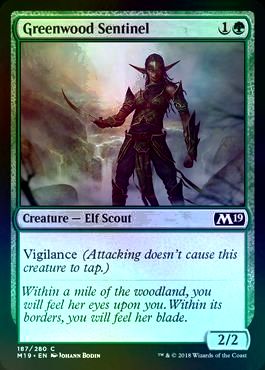 Greenwood Sentinel 1
Creature — Elf Scout M19
Vigilance (Attacking doesn't cause this
creature to tap.)
Within a mile of the woodland, you
will feel her eyes upon you. Within its
borders, you will feel her blade.
2/2
187/280 C
M19 • EN Johann Bodin ™ & © 2018 Wizards of the Coast